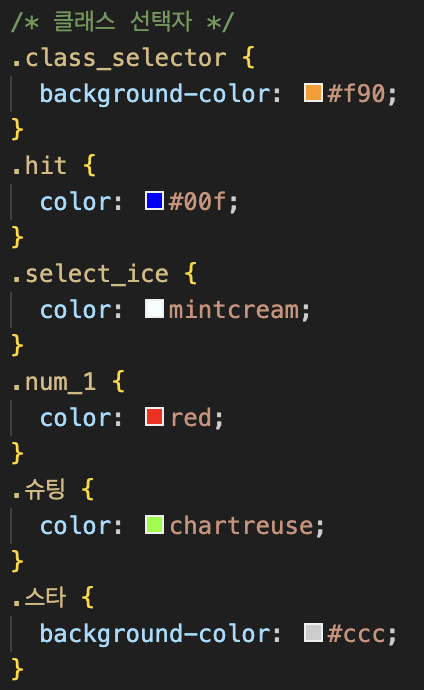 /* 클래스 선택자 */
.class_selector {
  background-color: #f90;
}
.hit {
  color: #00f;
}
.select_ice {
  color: mintcream;
}
.num_1 {
  color: red;
}
.슈팅 {
  color: chartreuse;
}
.스타 {
  background-color: #ccc;
}